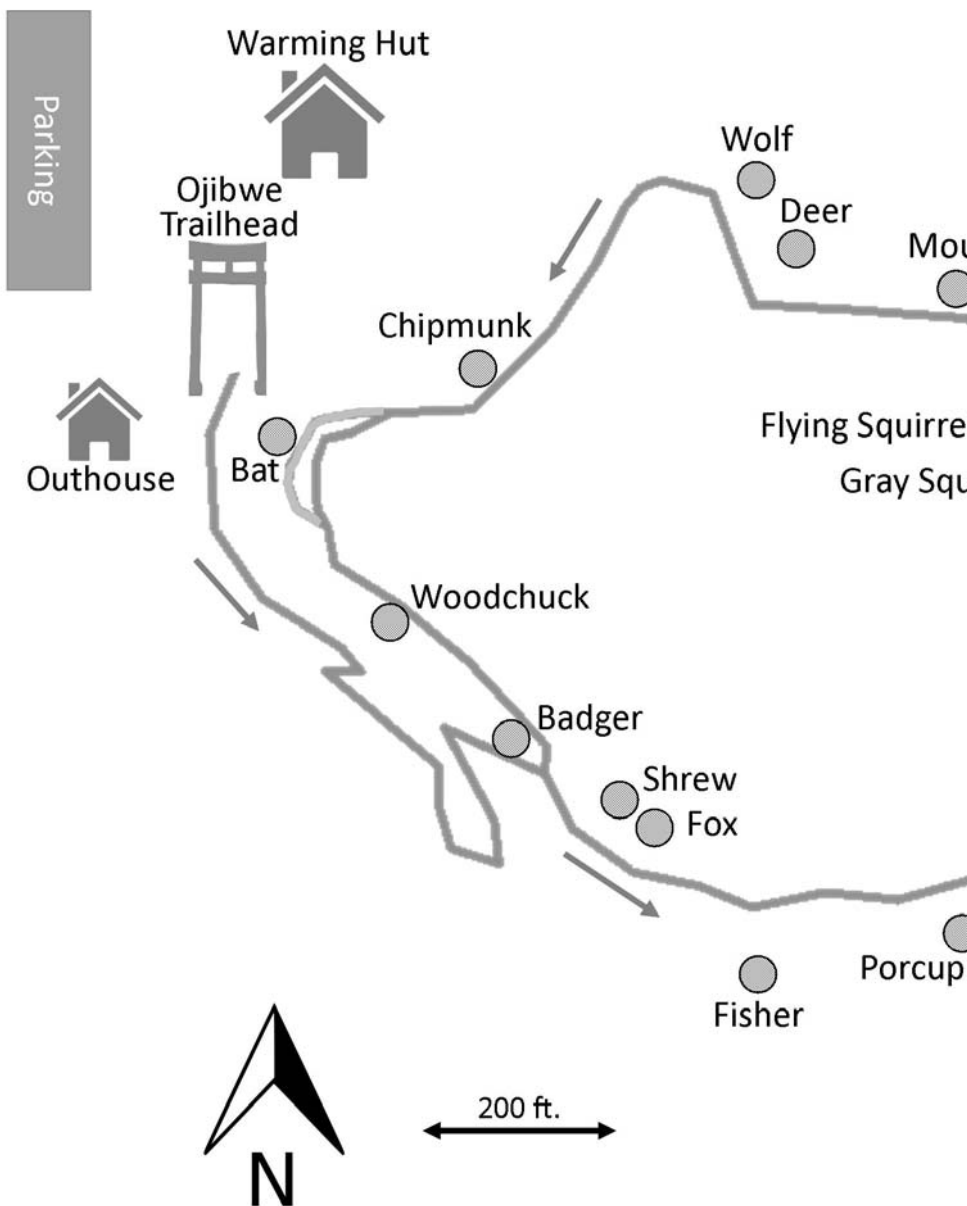 Warming Hut
Parking
Ojibwe
Trailhead
Wolf
Deer
Mou
Chipmunk
Flying Squirre
Bat
Outhouse
Gray Squ
Woodchuck
Badger
Shrew
Fox
Porcup
Fisher
200 ft.
N